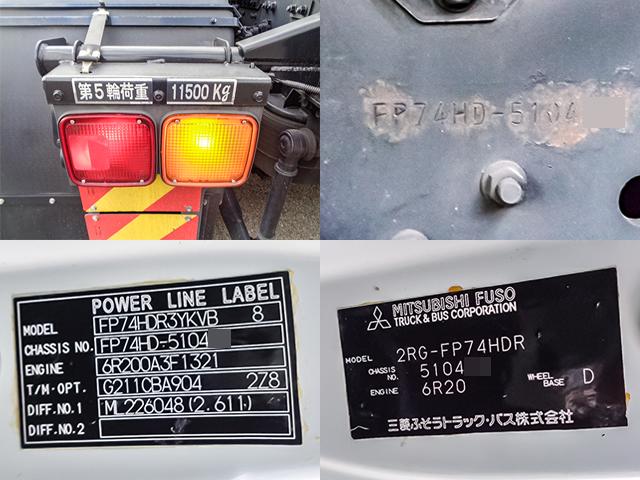 第5輪荷重 11500Kg
FP74HD-5104
POWER LINE LABEL
MODEL FP74HDR3YKVB 8
CHASSIS NO. FP74HD-5104
ENGINE 6R200A3F1321
T/M・OPT. G211CBA904 278
DIFF.NO.1 ML226048(2.611)
DIFF.NO.2
MITSUBISHI FUSO
TRUCK & BUS CORPORATION
MODEL 2RG-FP74HDR
CHASSIS NO. 5104
ENGINE 6R20 WHEEL BASE D
三菱ふそうトラック・バス株式会社